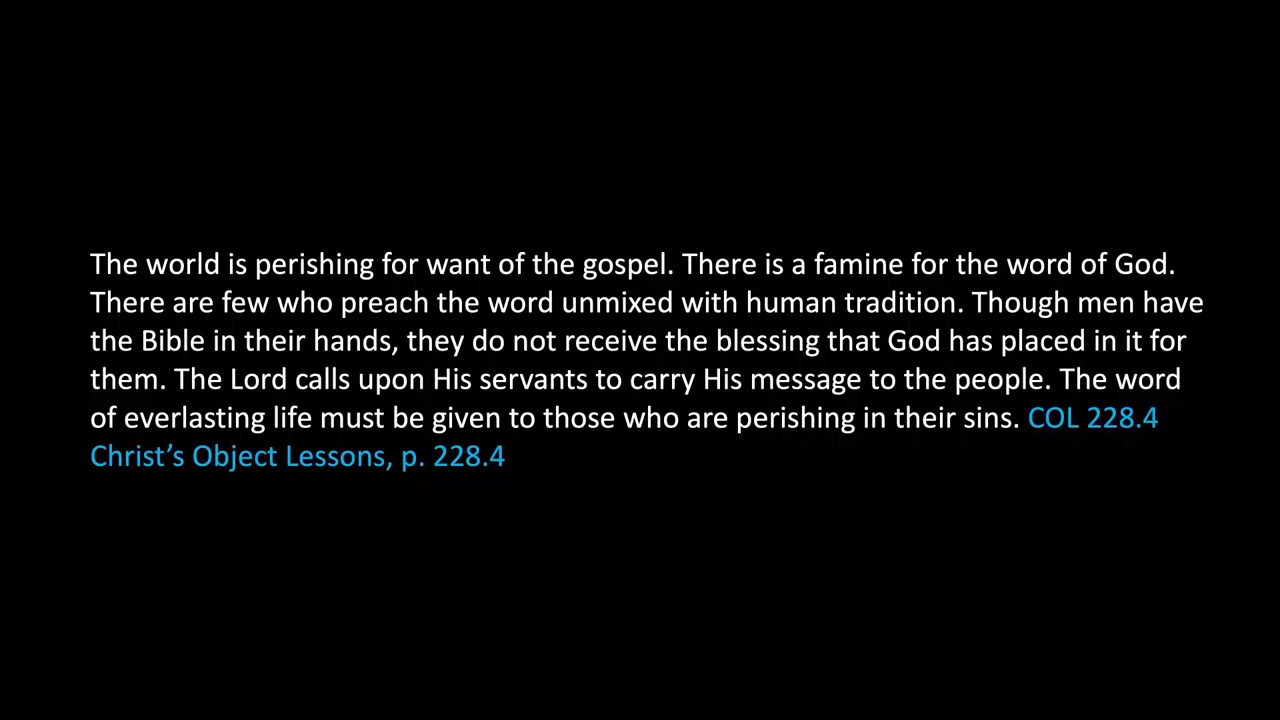 The world is perishing for want of the gospel. There is a famine for the word of God.
There are few who preach the word unmixed with human tradition. Though men have
the Bible in their hands, they do not receive the blessing that God has placed in it for
them. The Lord calls upon His servants to carry His message to the people. The word
of everlasting life must be given to those who are perishing in their sins. COL 228.4
Christ’s Object Lessons, p. 228.4